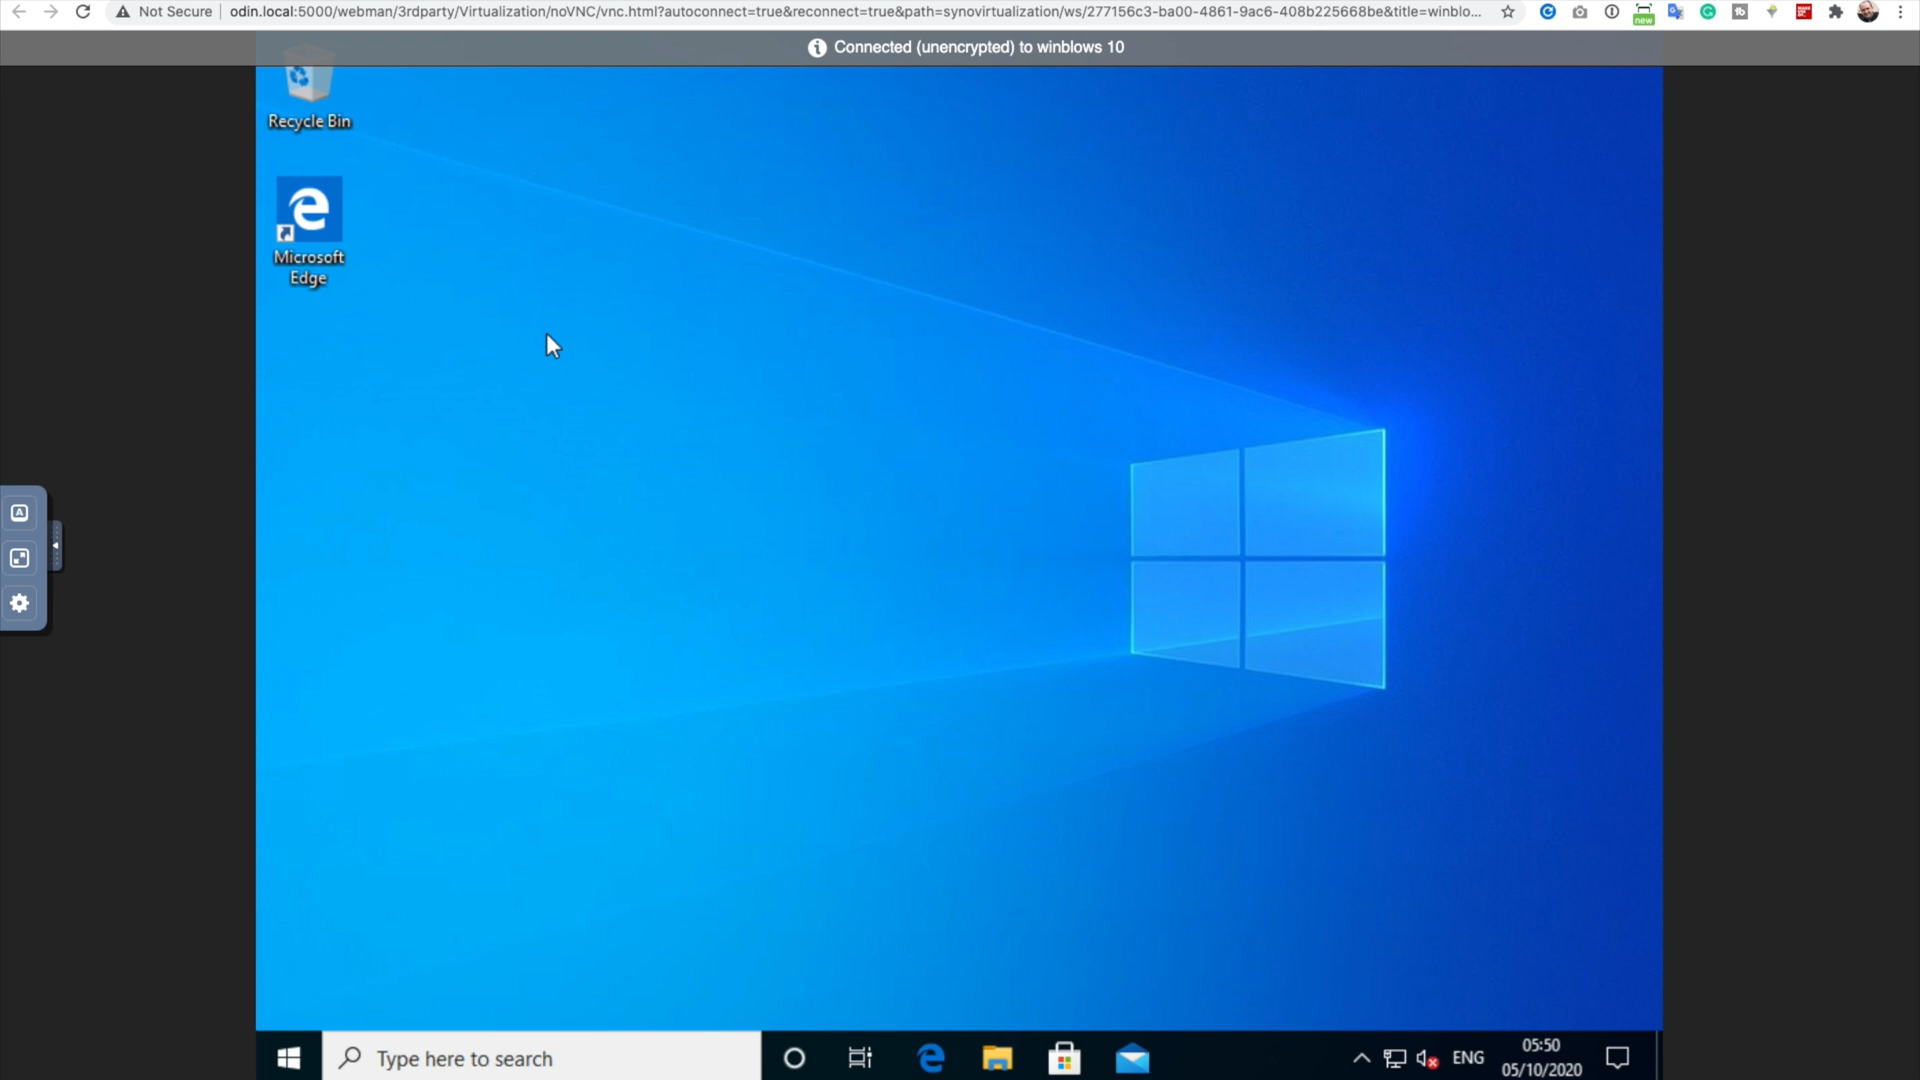 Not Secure
odin.local:5000/webman/3rdparty/Virtualization/noVNC/vnc.html?autoconnect=true&reconnect=true&path=synovirtualization/ws/277156c3-ba00-4861-9ac6-408b225668be&title=winblo...
new
Connected (unencrypted) to winblows 10
Recycle Bin
Microsoft
Edge
A
Type here to search
ENG
05:50
05/10/2020